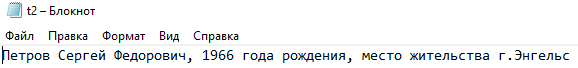 t2 – Блокнот
Файл Правка Формат Вид Справка
Петров Сергей Федорович, 1966 года рождения, место жительства г.Энгельс